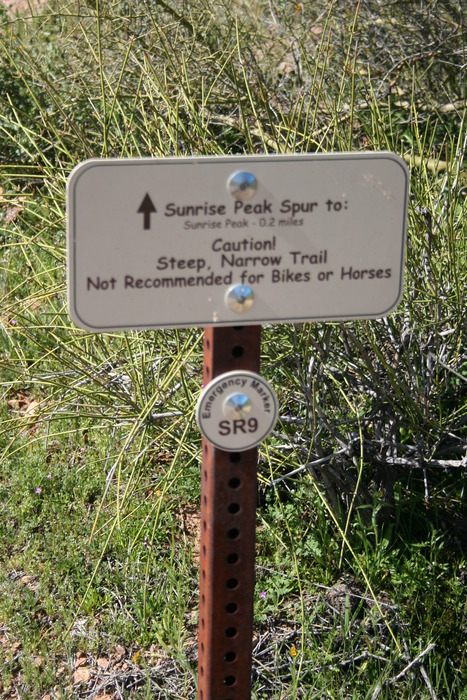 Sunrise Peak Spur to:
Sunrise Peak - 0.2 miles
Caution!
Steep, Narrow Trail
Not Recommended for Bikes or Horses
Emergency Marker
SR9